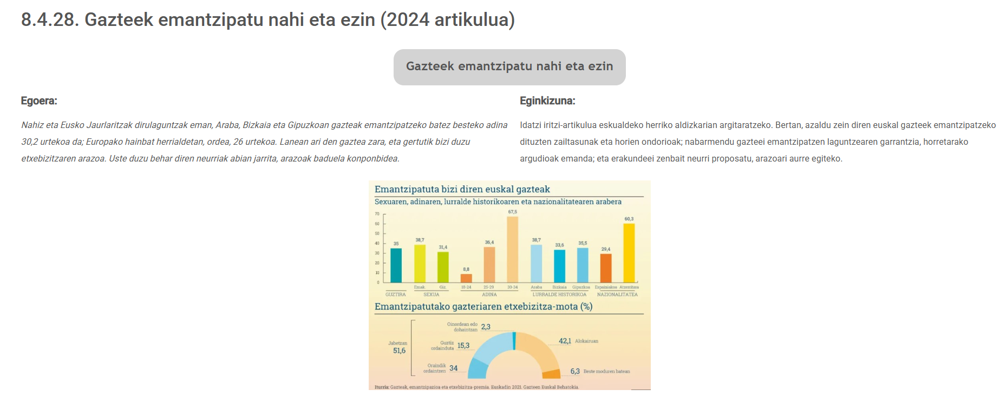 8.4.28. Gazteek emantzipatu nahi eta ezin (2024 artikulua)
Gazteek emantzipatu nahi eta ezin
Egoera:
Nahiz eta Eusko Jaurlaritzak dirulaguntzak eman, Araba, Bizkaia eta Gipuzkoan gazteak emantzipatzeko batez besteko adina
30,2 urtekoa da; Europako hainbat herrialdetan, ordea, 26 urtekoa. Lanean ari den gaztea zara, eta gertutik bizi duzu
etxebizitzaren arazoa. Uste duzu behar diren neurriak abian jarrita, arazoak baduela konponbidea.
Eginkizuna:
Idatzi iritzi-artikulua eskualdeko herriko aldizkarian argitaratzeko. Bertan, azaldu zein diren euskal gazteek emantzipatzeko
dituzten zailtasunak eta horien ondorioak; nabarmendu gazteei emantzipatzen laguntzearen garrantzia, horretarako
argudioak emanda; eta erakundeei zenbait neurri proposatu, arazoari aurre egiteko.
Emantzipatuta bizi diren euskal gazteak
Sexuaren, adinaren, lurralde historikoaren eta nazionalitatearen arabera
70
60
50
40
30
20
10
0
35
38,7
31,4
8,8
36,4
67,5
38,7
33,6
35,5
29,4
60,3
Emak. Giz. 18-24 25-29 30-34 Araba Bizkaia Gipuzkoa Espainiakoa Atzerritarra
GUZTIRA SEXUA ADINA LURRALDE HISTORIKOA NAZIONALITATEA
Emantzipatutako gazteriaren etxebizitza-mota (%)
Jabetzan
51,6
Oinordean edo
dohaintzan 2,3
Guztiz
ordainduta 15,3
Oraindik
ordaintzen 34
42,1 Alokairuan
6,3 Beste moduren batean
Iturria: Gazteak, emantzipazioa eta etxebizitza-premia. Euskadin 2021. Gazteen Euskal Behatokia.